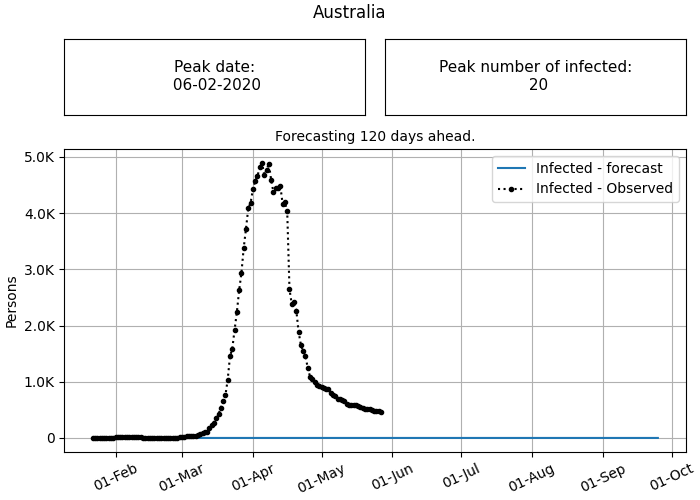 Australia
Peak date:
06-02-2020
Peak number of infected:
20
Forecasting 120 days ahead.
5.0K
4.0K
3.0K
2.0K
1.0K
0
Persons
Infected - forecast
Infected - Observed
01-Feb
01-Mar
01-Apr
01-May
01-Jun
01-Jul
01-Aug
01-Sep
01-Oct